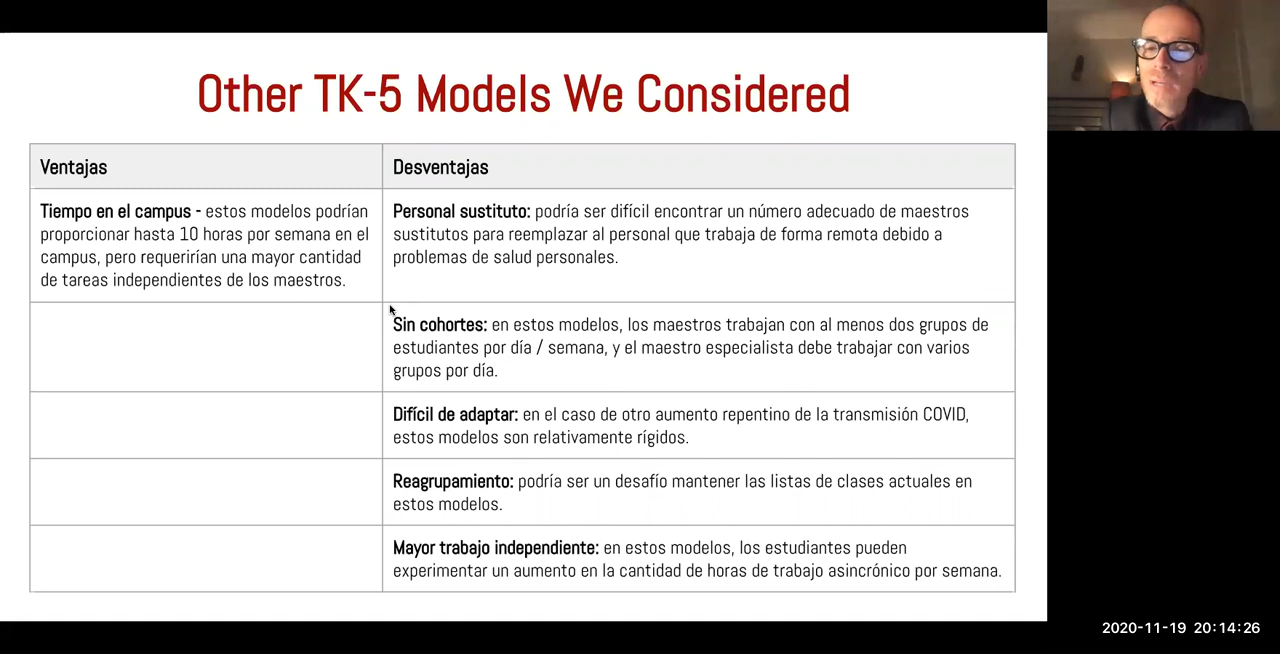 Other TK-5 Models We Considered
Ventajas
Desventajas
Tiempo en el campus - estos modelos podrían
proporcionar hasta 10 horas por semana en el
campus, pero requerirían una mayor cantidad
de tareas independientes de los maestros.
Personal sustituto: podría ser difícil encontrar un número adecuado de maestros
sustitutos para reemplazar al personal que trabaja de forma remota debido a
problemas de salud personales.
Sin cohortes: en estos modelos, los maestros trabajan con al menos dos grupos de
estudiantes por día / semana, y el maestro especialista debe trabajar con varios
grupos por día.
Difícil de adaptar: en el caso de otro aumento repentino de la transmisión COVID,
estos modelos son relativamente rígidos.
Reagrupamiento: podría ser un desafío mantener las listas de clases actuales en
estos modelos.
Mayor trabajo independiente: en estos modelos, los estudiantes pueden
experimentar un aumento en la cantidad de horas de trabajo asincrónico por semana.
2020-11-19 20:14:26